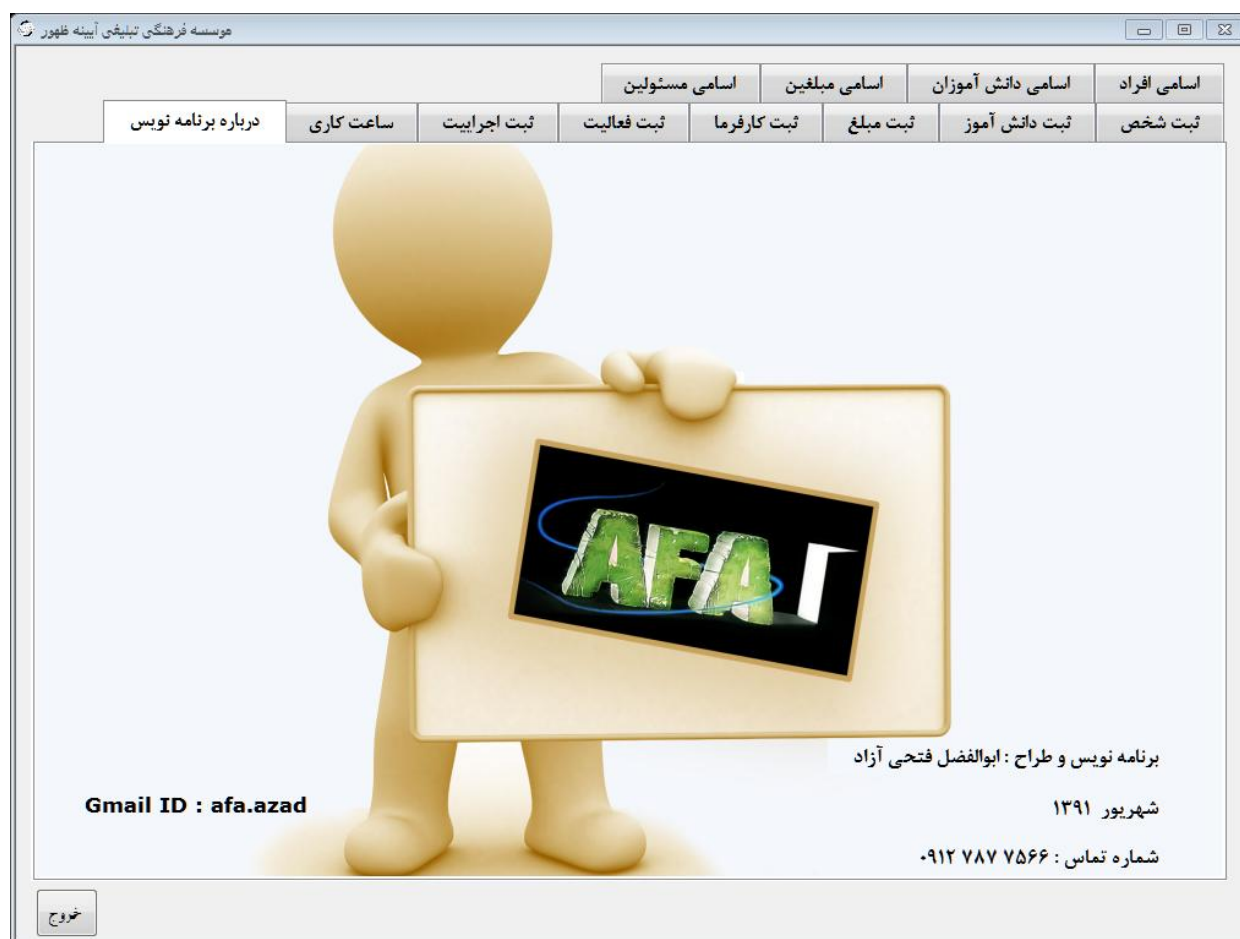 موسسه فرهنگی تبلیغی آیینه ظهور
اسامی افراد
اسامی دانش آموزان
اسامی مبلغین
اسامی مسئولین
ثبت شخص
ثبت دانش آموز
ثبت مبلغ
ثبت کارفرما
ثبت فعالیت
ثبت اجراییت
ساعت کاری
درباره برنامه نویس
AFA
برنامه نویس و طراح : ابوالفضل فتحی آزاد
شهریور ۱۳۹۱
Gmail ID : afa.azad
شماره تماس : ۰۹۱۲ ۷۸۷ ۷۵۶۶
خروج